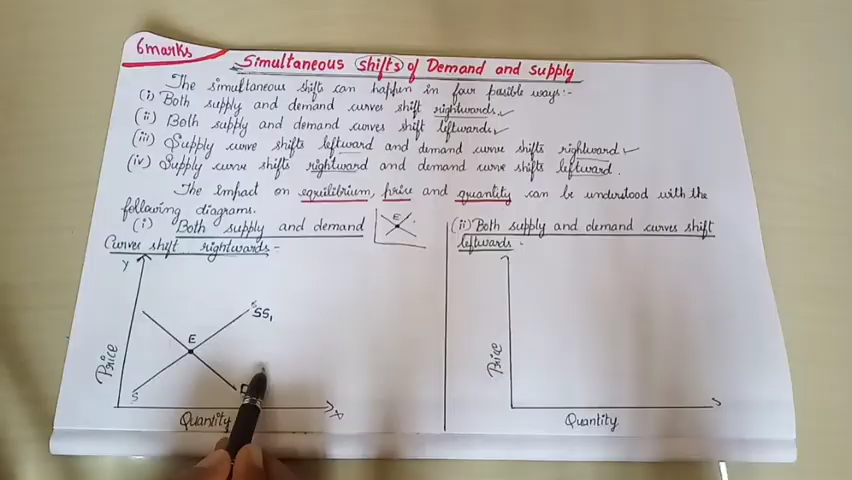 6marks
Simultaneous shifts of Demand and supply
The simultaneous shift can happen in four posible ways:-
(i) Both supply and demand curves shift rightwards.
(ii) Both supply and demand curves shift leftwards.
(iii) Supply curve shifts leftward and demand curve shifts rightward
(iv) Supply curve shifts rightward and demand curve shifts leftward.
The impact on equilibrium, price and quantity can be understood with the
following diagrams.
(i) Both supply and demand
Curves shift rightwards -
E
Y
Price
E
S
SS,
D
Quantity
X
(ii) Both supply and demand curves shift
leftwards -
Price
Quantity